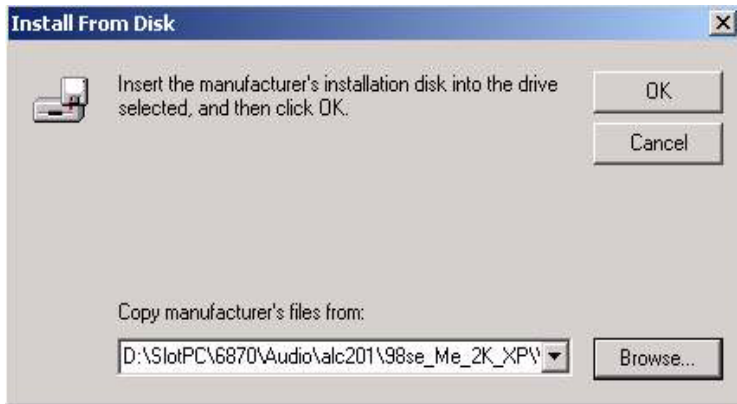 Install From Disk
Insert the manufacturer's installation disk into the drive
selected, and then click OK.
OK
Cancel
Copy manufacturer's files from:
D:\SlotPC\6870\Audio\alc201\98se_Me_2K_XP\
Browse...